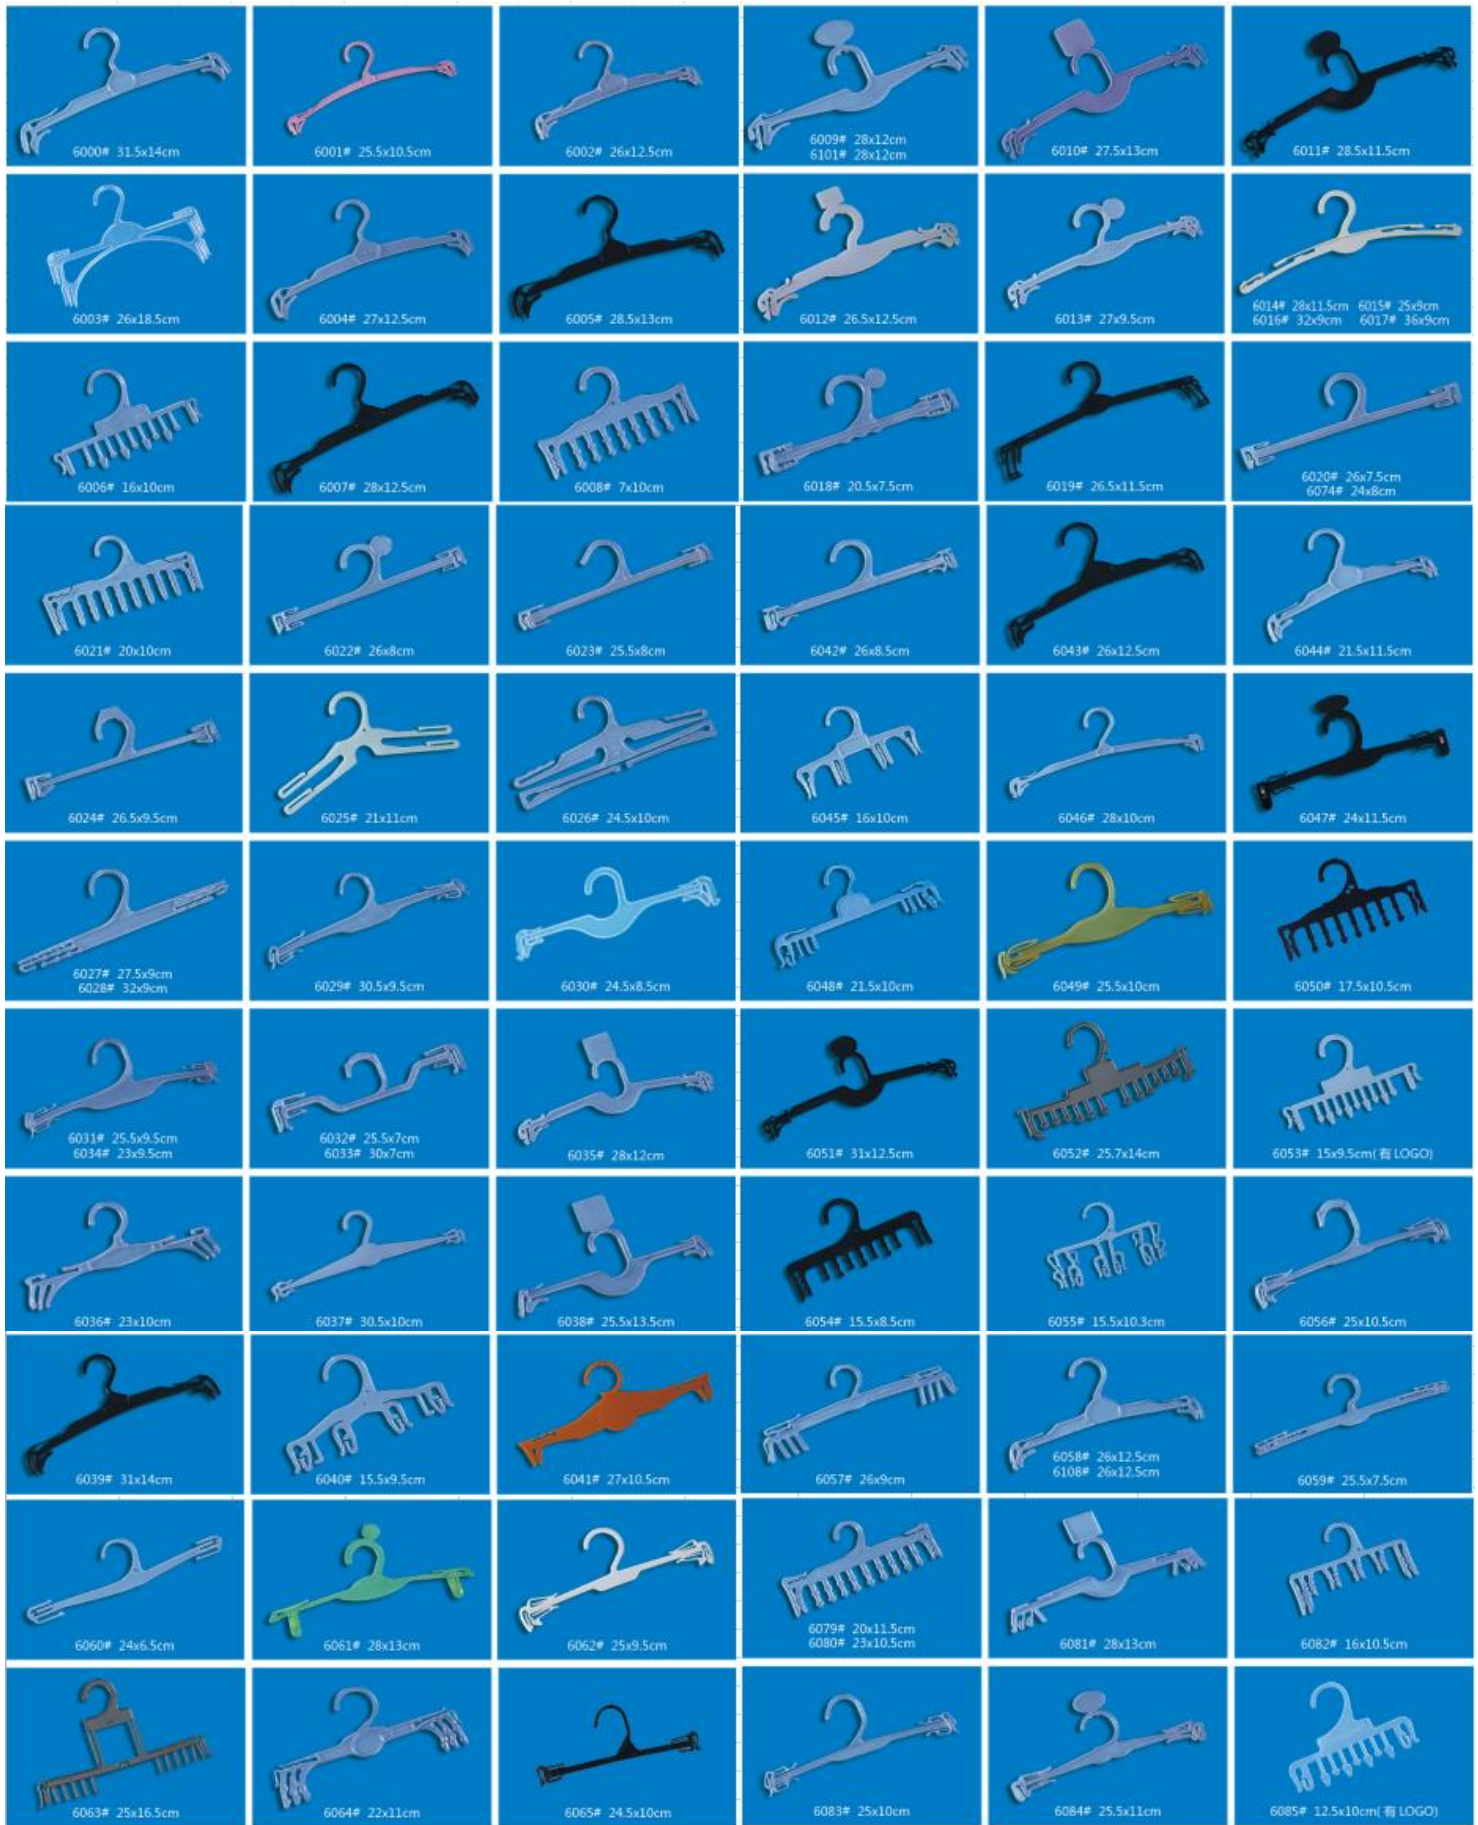 6000# 31.5x14cm
6001# 25.5x10.5cm
6002# 26x12.5cm
6009# 28x12cm
6101# 28x12cm
6010# 27.5x13cm
6011# 28.5x11.5cm
6003# 26x18.5cm
6004# 27x12.5cm
6005# 28.5x13cm
6012# 26.5x12.5cm
6013# 27x9.5cm
6014# 28x11.5cm 6015# 25x9cm
6016# 32x9cm 6017# 36x9cm
6006# 16x10cm
6007# 28x12.5cm
6008# 7x10cm
6018# 20.5x7.5cm
6019# 26.5x11.5cm
6020# 26x7.5cm
6074# 24x8cm
6021# 20x10cm
6022# 26x8cm
6023# 25.5x8cm
6042# 26x8.5cm
6043# 26x12.5cm
6044# 21.5x11.5cm
6024# 26.5x9.5cm
6025# 21x11cm
6026# 24.5x10cm
6045# 16x10cm
6046# 28x10cm
6047# 24x11.5cm
6027# 27.5x9cm
6028# 32x9cm
6029# 30.5x9.5cm
6030# 24.5x8.5cm
6048# 21.5x10cm
6049# 25.5x10cm
6050# 17.5x10.5cm
6031# 25.5x9.5cm
6034# 23x9.5cm
6032# 25.5x7cm
6033# 30x7cm
6035# 28x12cm
6051# 31x12.5cm
6052# 25.7x14cm
6053# 15x9.5cm(有 LOGO)
6036# 23x10cm
6037# 30.5x10cm
6038# 25.5x13.5cm
6054# 15.5x8.5cm
6055# 15.5x10.3cm
6056# 25x10.5cm
6039# 31x14cm
6040# 15.5x9.5cm
6041# 27x10.5cm
6057# 26x9cm
6058# 26x12.5cm
6108# 26x12.5cm
6059# 25.5x7.5cm
6060# 24x6.5cm
6061# 28x13cm
6062# 25x9.5cm
6079# 20x11.5cm
6080# 23x10.5cm
6081# 28x13cm
6082# 16x10.5cm
6063# 25x16.5cm
6064# 22x11cm
6065# 24.5x10cm
6083# 25x10cm
6084# 25.5x11cm
6085# 12.5x10cm(有 LOGO)